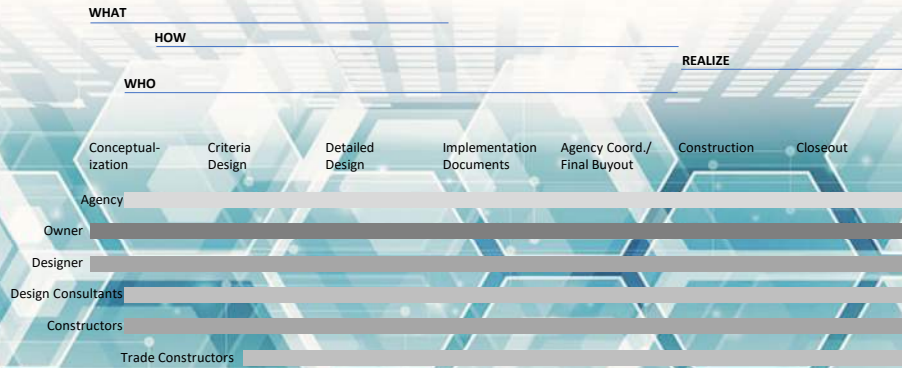 WHAT
HOW
REALIZE
WHO
Conceptual- Criteria Detailed Implementation Agency Coord./ Construction Closeout
ization Design Design Documents Final Buyout
Agency
Owner
Designer
Design Consultants
Constructors
Trade Constructors